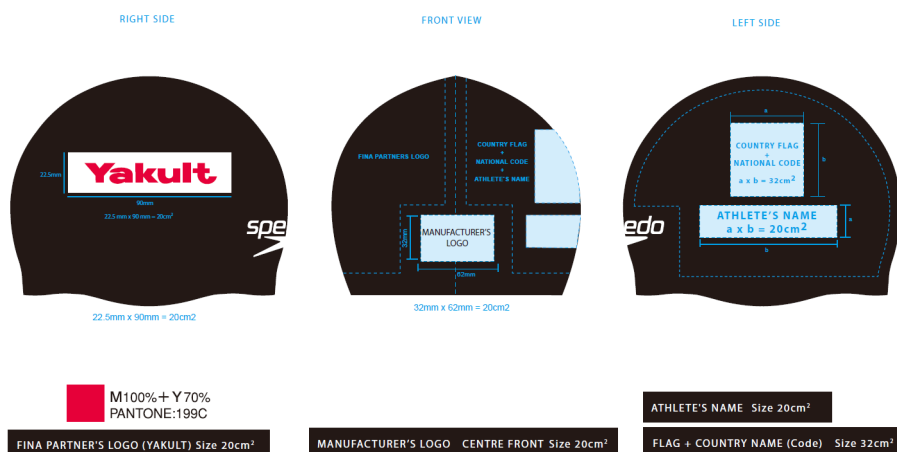 RIGHT SIDE
Yakult
22.5mm
90mm
22.5 mm x 90 mm = 20cm²
spe
22.5mm x 90mm = 20cm2
M100%+Y70%
PANTONE:199C
FINA PARTNER'S LOGO (YAKULT) Size 20cm²
FRONT VIEW
FINA PARTNERS LOGO
COUNTRY FLAG
+
NATIONAL CODE
+
ATHLETE'S NAME
MANUFACTURER'S
LOGO
32mm
62mm
32mm x 62mm = 20cm2
MANUFACTURER'S LOGO CENTRE FRONT Size 20cm²
LEFT SIDE
a
COUNTRY FLAG
+
NATIONAL CODE
a x b = 32cm²
b
ATHLETE'S NAME
a x b = 20cm²
a
b
edo
ATHLETE'S NAME Size 20cm²
FLAG + COUNTRY NAME (Code) Size 32cm²